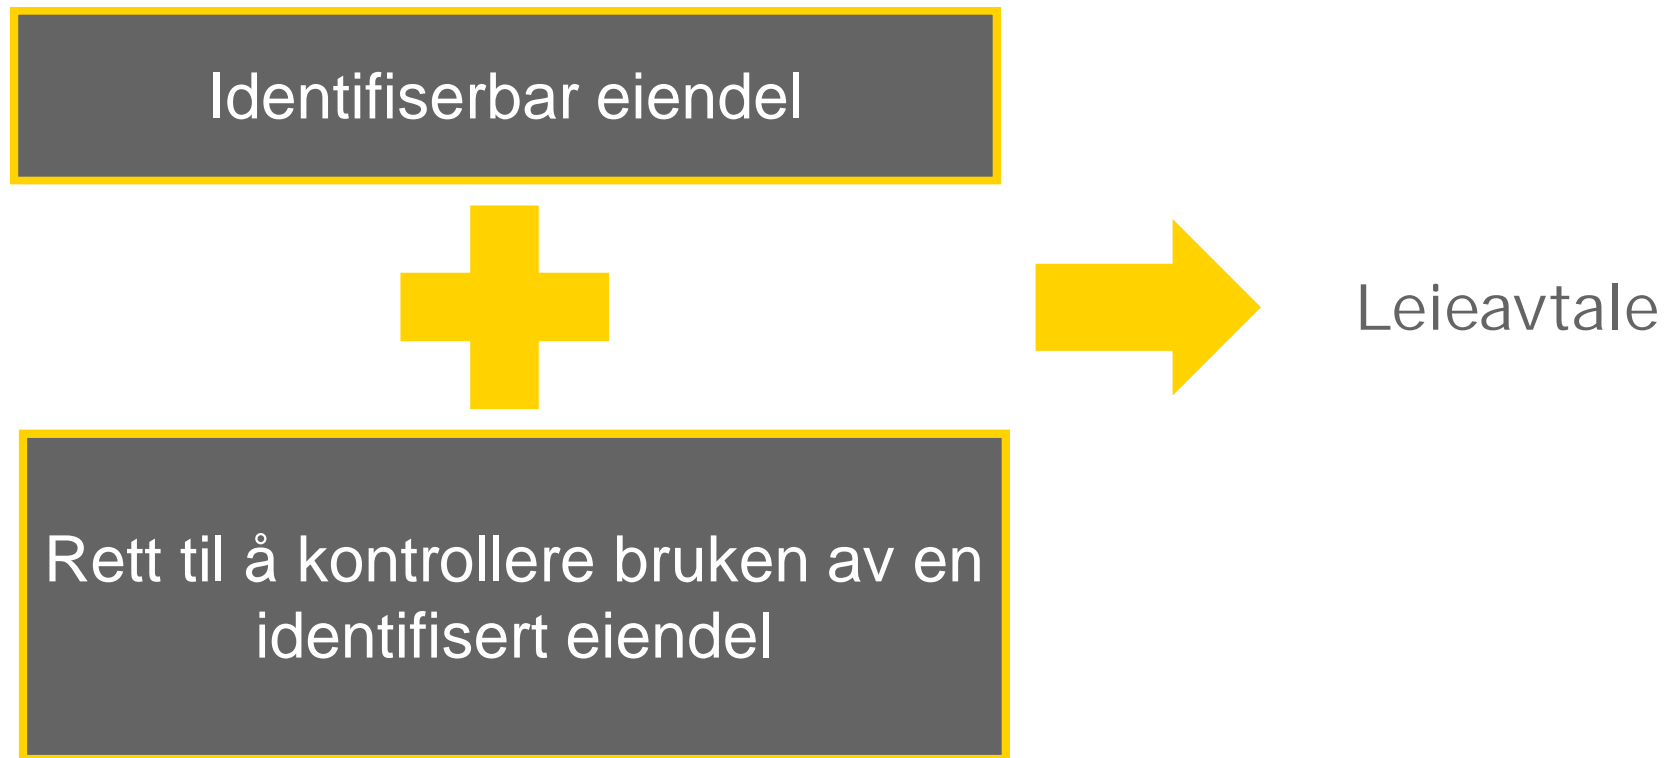 Identifiserbar eiendel
Leieavtale
Rett til å kontrollere bruken av en
identifisert eiendel